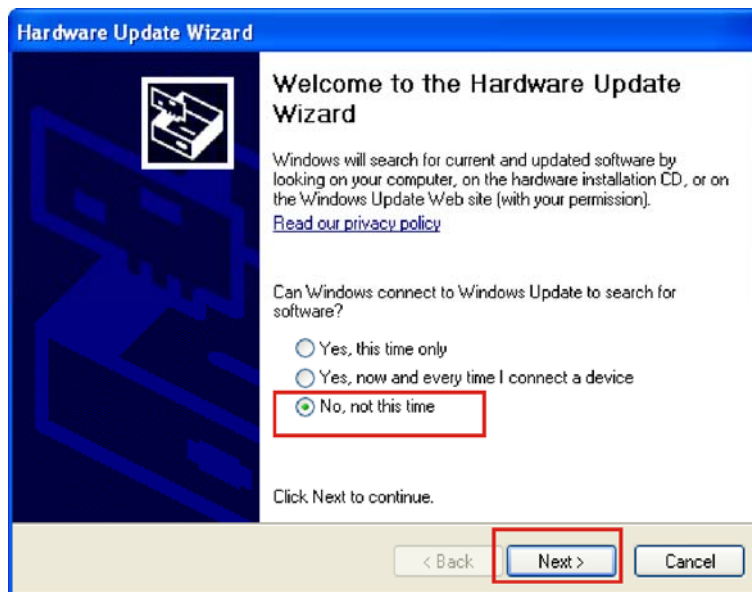 Hardware Update Wizard
Welcome to the Hardware Update
Wizard
Windows will search for current and updated software by
looking on your computer, on the hardware installation CD, or on
the Windows Update Web site (with your permission).
Read our privacy policy
Can Windows connect to Windows Update to search for
software?
Yes, this time only
Yes, now and every time I connect a device
No, not this time
Click Next to continue.
< Back
Next >
Cancel